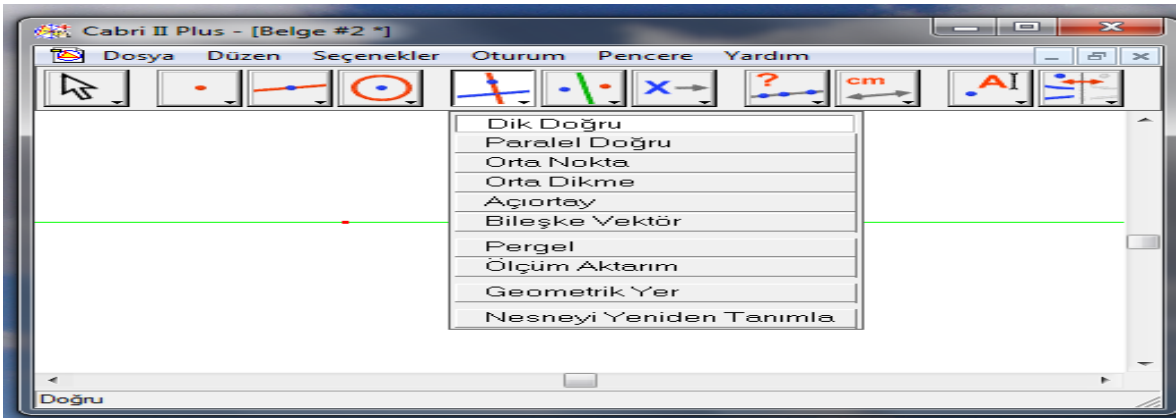 Cabri II Plus - [Belge #2 *]
Dosya Düzen Seçenekler Oturum Pencere Yardım
? cm A
Dik Doğru
Paralel Doğru
Orta Nokta
Orta Dikme
Açıortay
Bileşke Vektör
Pergel
Ölçüm Aktarım
Geometrik Yer
Nesneyi Yeniden Tanımla
Doğru